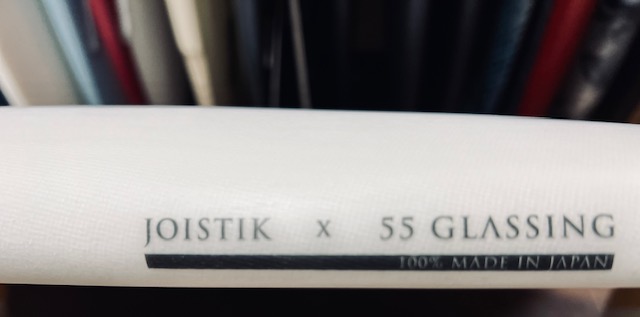 JOISTIK x 55 GLASSING
100% MADE IN JAPAN